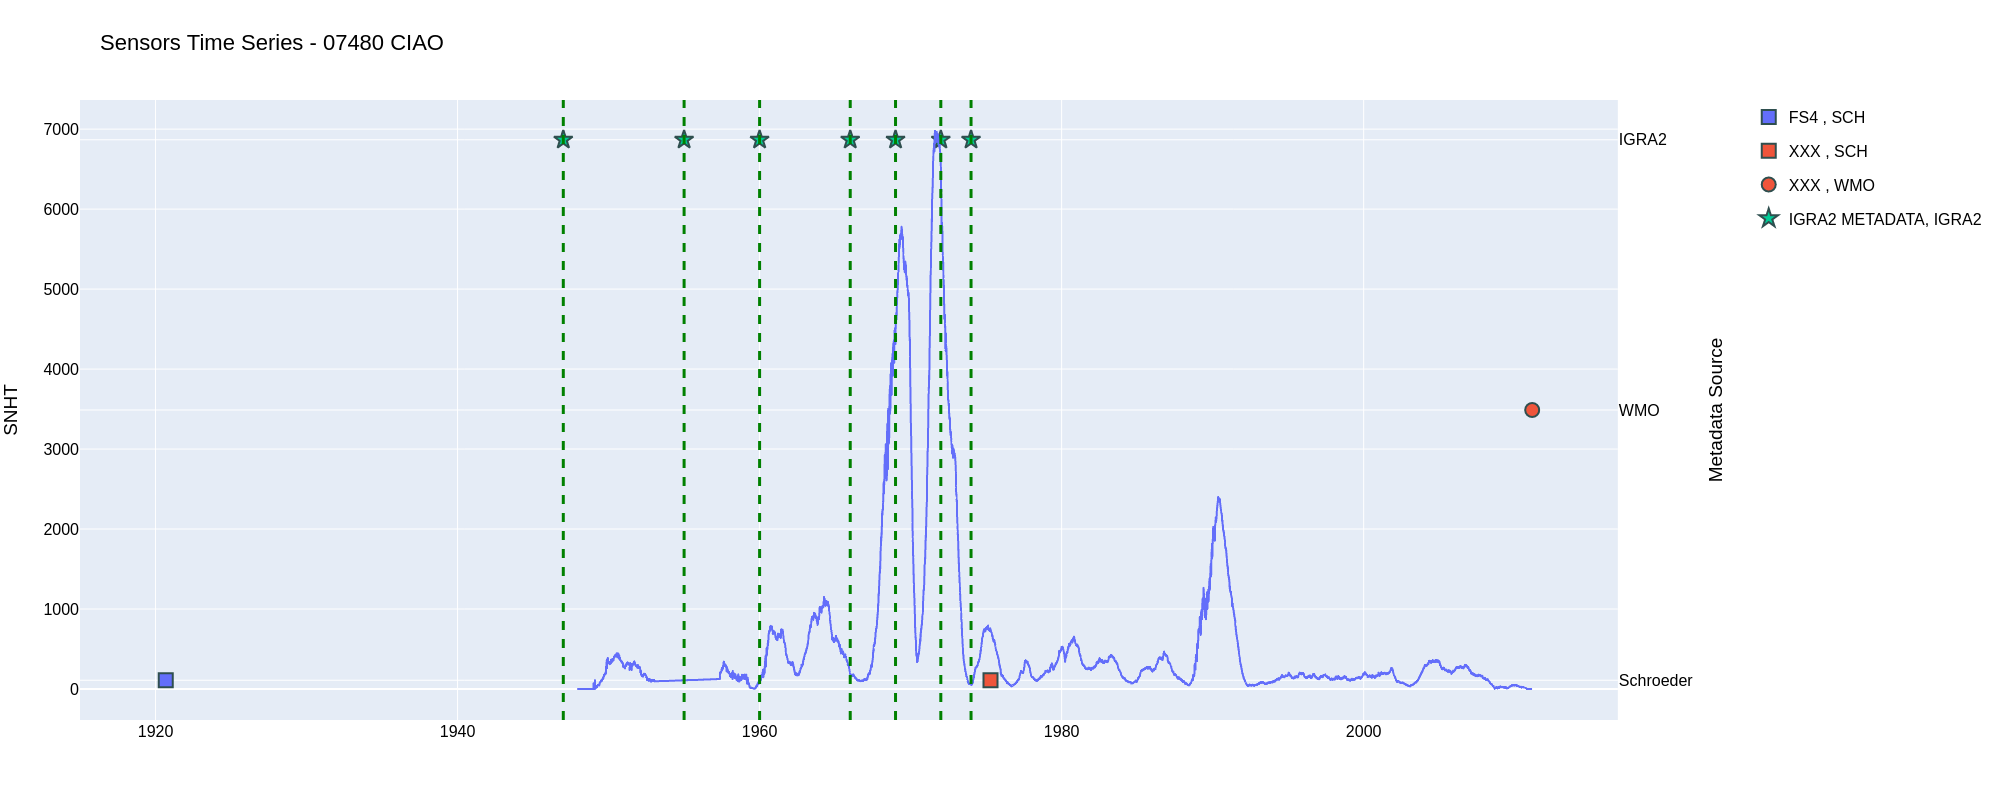 Sensors Time Series - 07480 CIAO
7000
6000
5000
4000
3000
2000
1000
0
SNHT
1920
1940
1960
1980
2000
IGRA2
WMO
Schroeder
Metadata Source
FS4 , SCH
XXX , SCH
XXX , WMO
IGRA2 METADATA, IGRA2